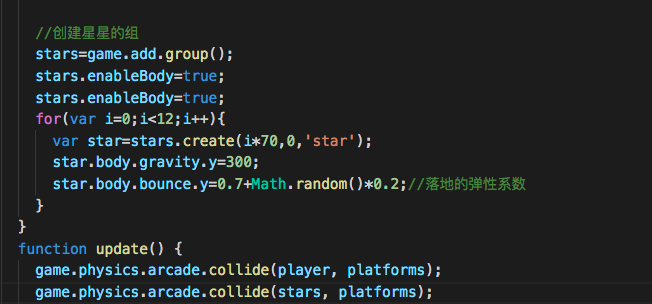 //创建星星的组
stars=game.add.group();
stars.enableBody=true;
stars.enableBody=true;
for(var i=0;i<12;i++){
var star=stars.create(i*70,0,'star');
star.body.gravity.y=300;
star.body.bounce.y=0.7+Math.random()*0.2;//落地的弹性系数
}
}
function update() {
game.physics.arcade.collide(player, platforms);
game.physics.arcade.collide(stars, platforms);